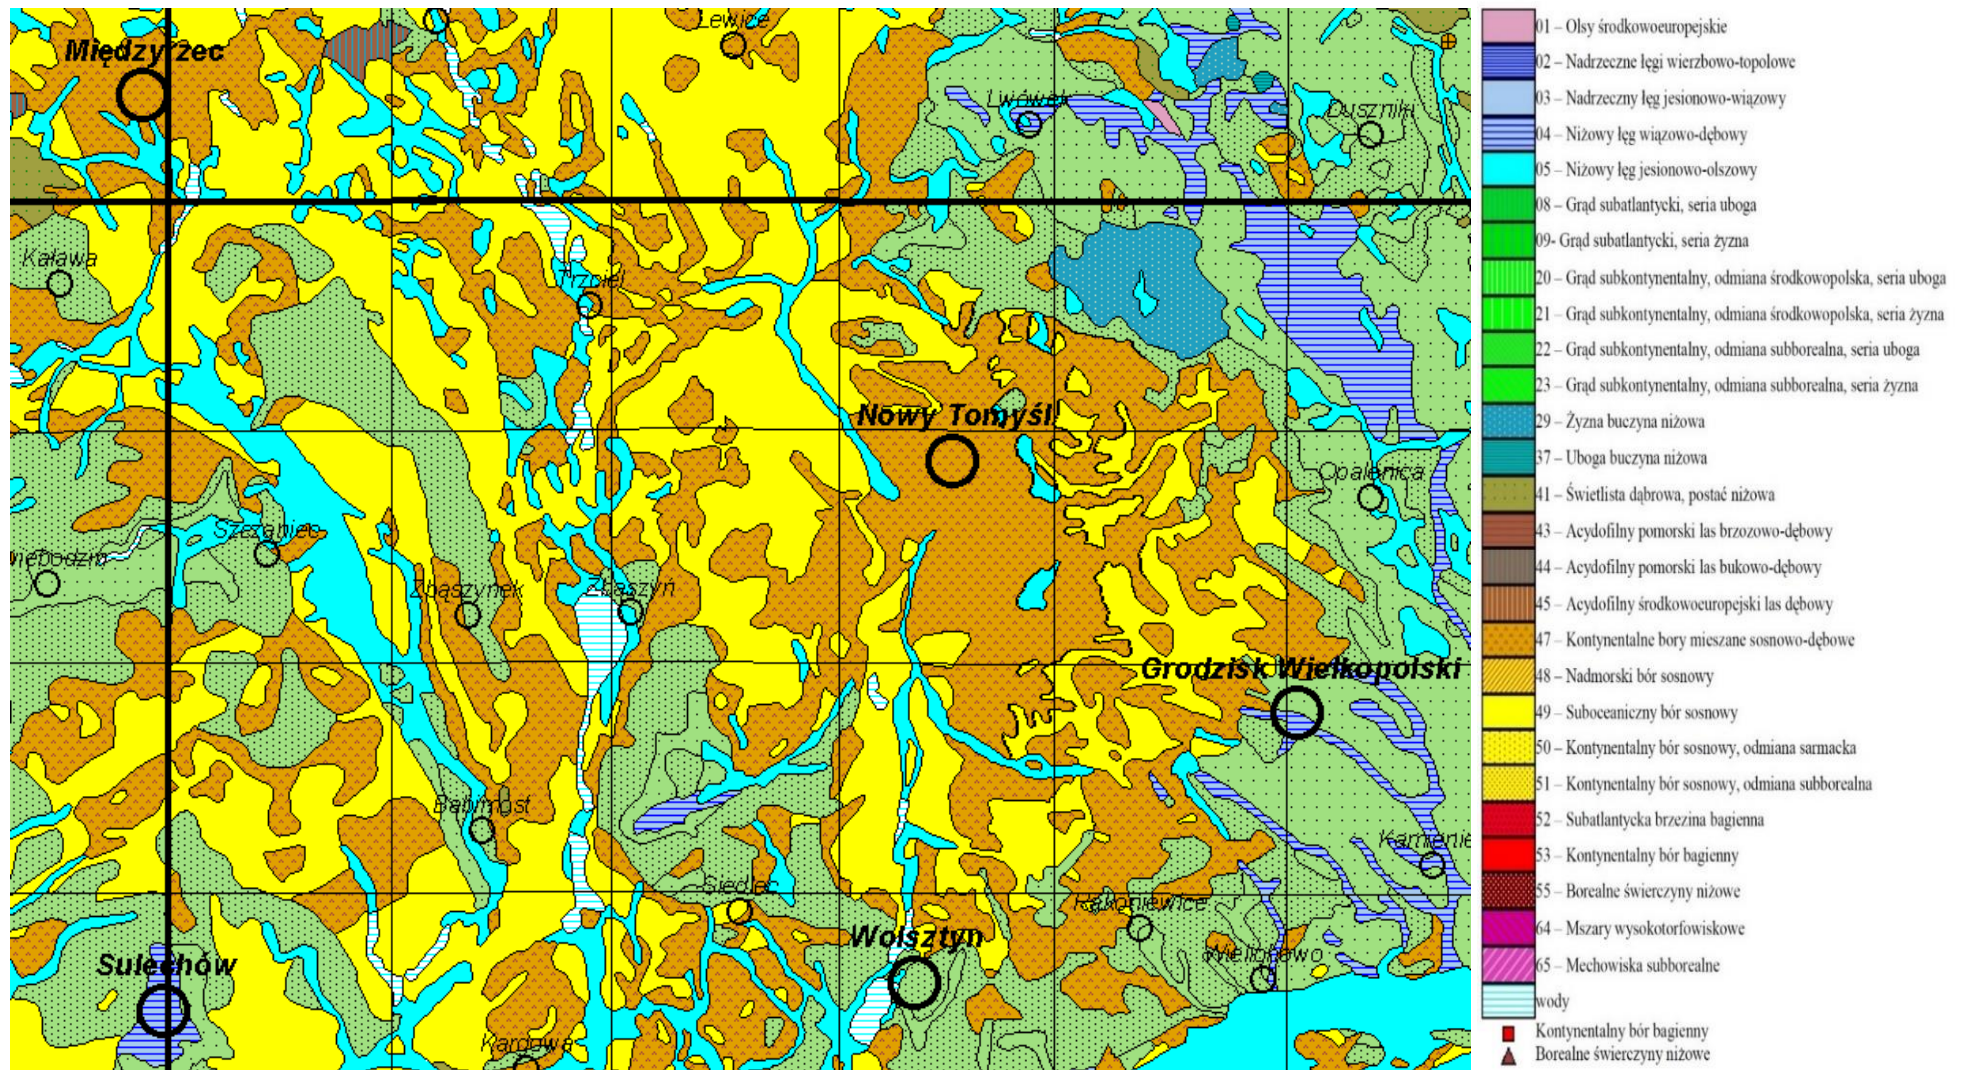 Lewice
Międzyrzec
Lwówek
Duszniki
Kaława
Trzciel
Nowy Tomyśl
Opalenica
Szczaniec
Zbąszynek
Zbąszyń
Grodzisk Wielkopolski
Babimost
Kamienie
Siedlec
Rakoniewice
Wolsztyn
Wielichowo
Sulechów
Kargowa
01 – Olsy środkowoeuropejskie
02 – Nadrzeczne łęgi wierzbowo-topolowe
03 – Nadrzeczny łęg jesionowo-wiązowy
04 – Niżowy łęg wiązowo-dębowy
05 – Niżowy łęg jesionowo-olszowy
08 – Grąd subatlantycki, seria uboga
09- Grąd subatlantycki, seria żyzna
20 – Grąd subkontynentalny, odmiana środkowopolska, seria uboga
21 – Grąd subkontynentalny, odmiana środkowopolska, seria żyzna
22 – Grąd subkontynentalny, odmiana subborealna, seria uboga
23 – Grąd subkontynentalny, odmiana subborealna, seria żyzna
29 – Żyzna buczyna niżowa
37 – Uboga buczyna niżowa
41 – Świetlista dąbrowa, postać niżowa
43 – Acydofilny pomorski las brzozowo-dębowy
44 – Acydofilny pomorski las bukowo-dębowy
45 – Acydofilny środkowoeuropejski las dębowy
47 – Kontynentalne bory mieszane sosnowo-dębowe
48 – Nadmorski bór sosnowy
49 – Suboceaniczny bór sosnowy
50 – Kontynentalny bór sosnowy, odmiana sarmacka
51 – Kontynentalny bór sosnowy, odmiana subborealna
52 – Subatlantycka brzezina bagienna
53 – Kontynentalny bór bagienny
55 – Borealne świerczyny niżowe
64 – Mszary wysokotorfowiskowe
65 – Mechowiska subborealne
wody
Kontynentalny bór bagienny
Borealne świerczyny niżowe